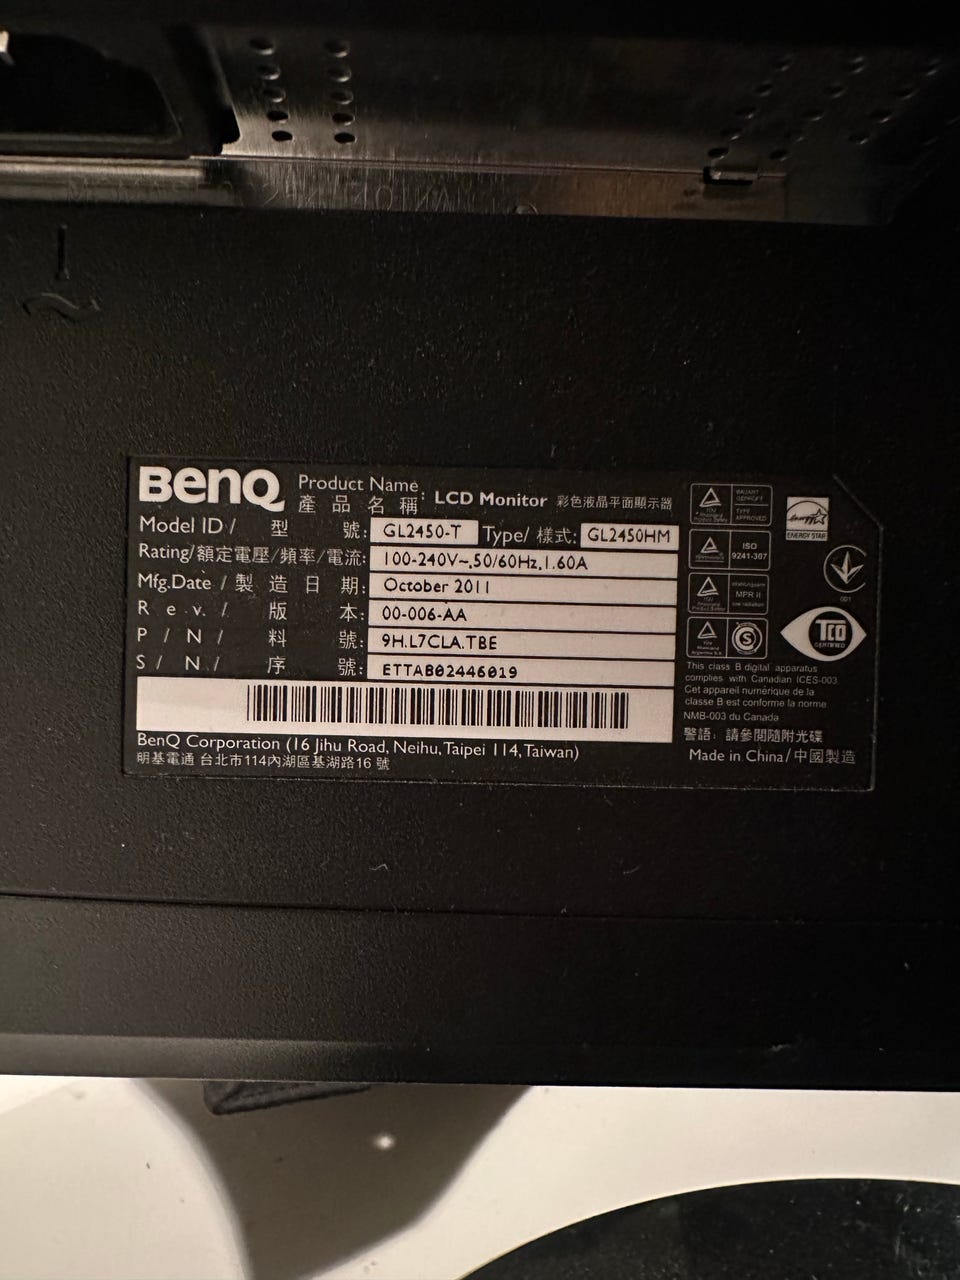 BenQ
Product Name
產品名稱: LCD Monitor 彩色液晶平面顯示器
Model ID / 型號: GL2450-T Type/ 樣式: GL2450HM
Rating/額定電壓/頻率/電流: 100-240V~,50/60Hz,1.60A
Mfg.Date / 製造日期: October 2011
Rev. / 版本: 00-006-AA
P / N / 料號: 9H.L7CLA.TBE
S / N / 序號: ETTAB02446019
BenQ Corporation (16 Jihu Road, Neihu, Taipei 114, Taiwan)
明基電通 台北市114內湖區基湖路16 號
TYPE
APPROVED
ISO
9241-307
MPR II
ENERGY STAR
TCO
CERTIFIED
This class B digital apparatus
complies with Canadian ICES-003
Cet appareil numérique de la
classe B est conforme la norme
NMB-003 du Canada
警語: 請參閱隨附光碟
Made in China/中國製造